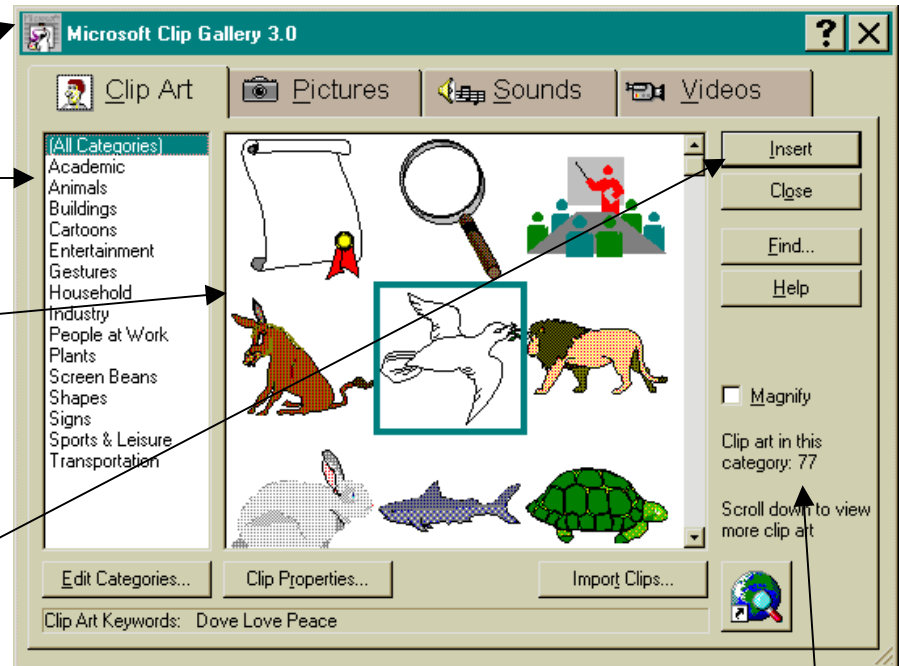 Microsoft Clip Gallery 3.0
Clip Art
Pictures
Sounds
Videos
(All Categories)
Academic
Animals
Buildings
Cartoons
Entertainment
Gestures
Household
Industry
People at Work
Plants
Screen Beans
Shapes
Signs
Sports & Leisure
Transportation
Insert
Close
Find...
Help
Magnify
Clip art in this
category: 77
Scroll down to view
more clip art
Edit Categories...
Clip Properties...
Import Clips...
Clip Art Keywords: Dove Love Peace